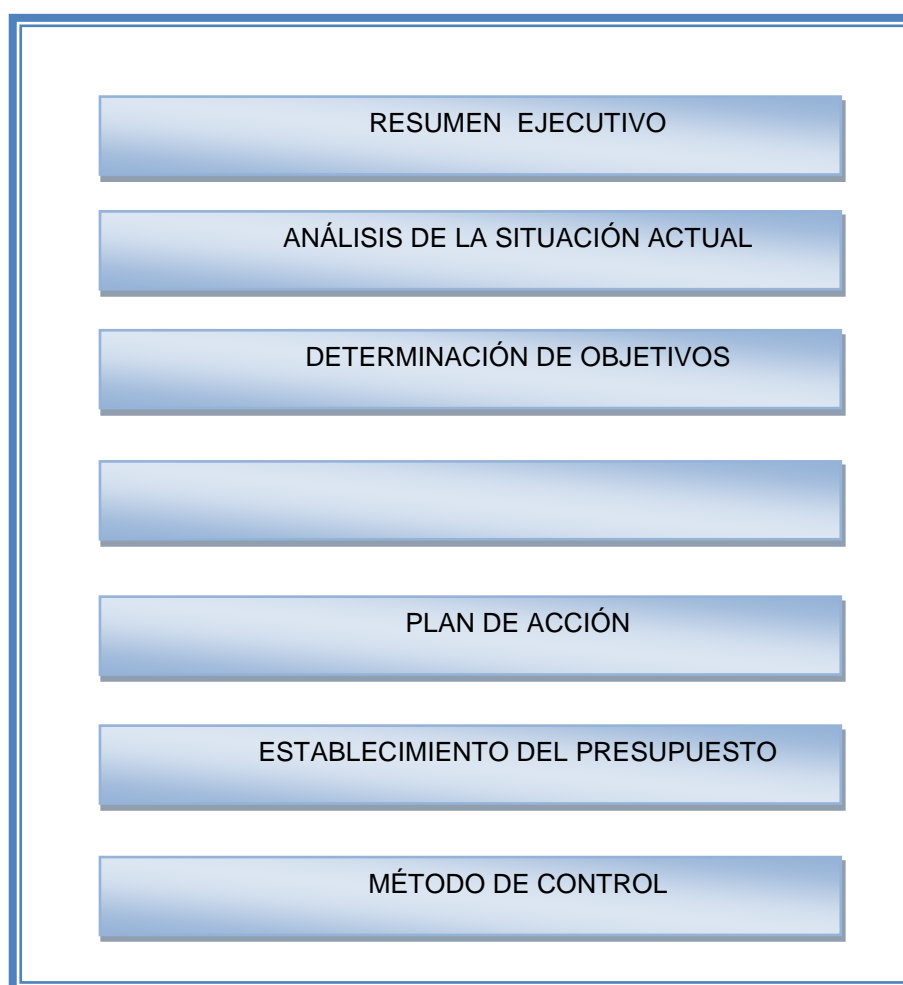 RESUMEN EJECUTIVO
ANÁLISIS DE LA SITUACIÓN ACTUAL
DETERMINACIÓN DE OBJETIVOS
PLAN DE ACCIÓN
ESTABLECIMIENTO DEL PRESUPUESTO
MÉTODO DE CONTROL